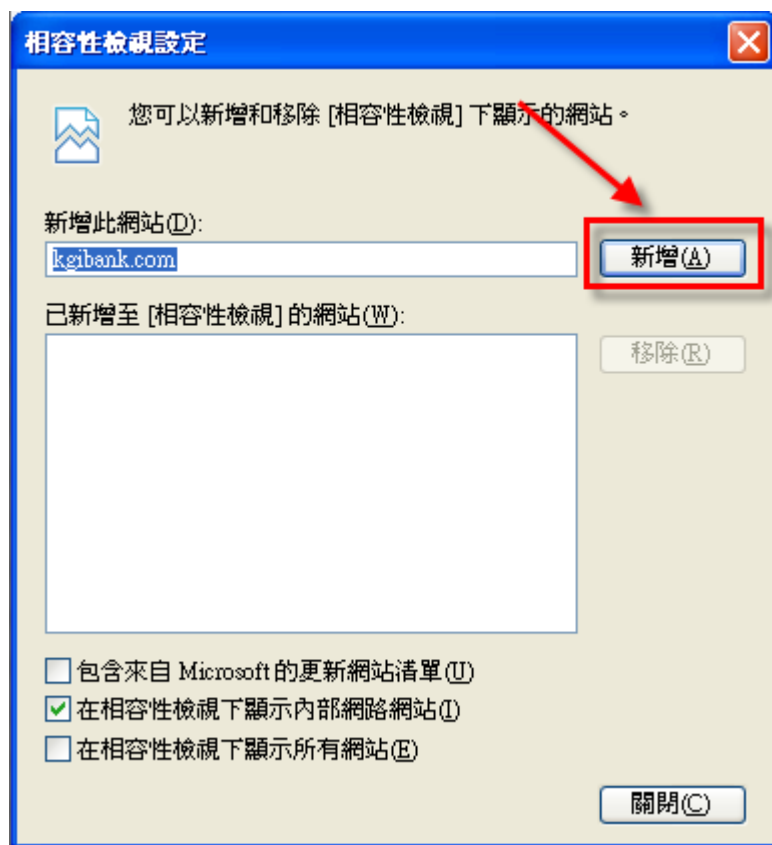 相容性檢視設定
您可以新增和移除 [相容性檢視] 下顯示的網站。
新增此網站(D):
kgibank.com
新增(A)
已新增至 [相容性檢視] 的網站(W):
移除(R)
包含來自 Microsoft 的更新網站清單(U)
在相容性檢視下顯示內部網路網站(I)
在相容性檢視下顯示所有網站(E)
關閉(C)